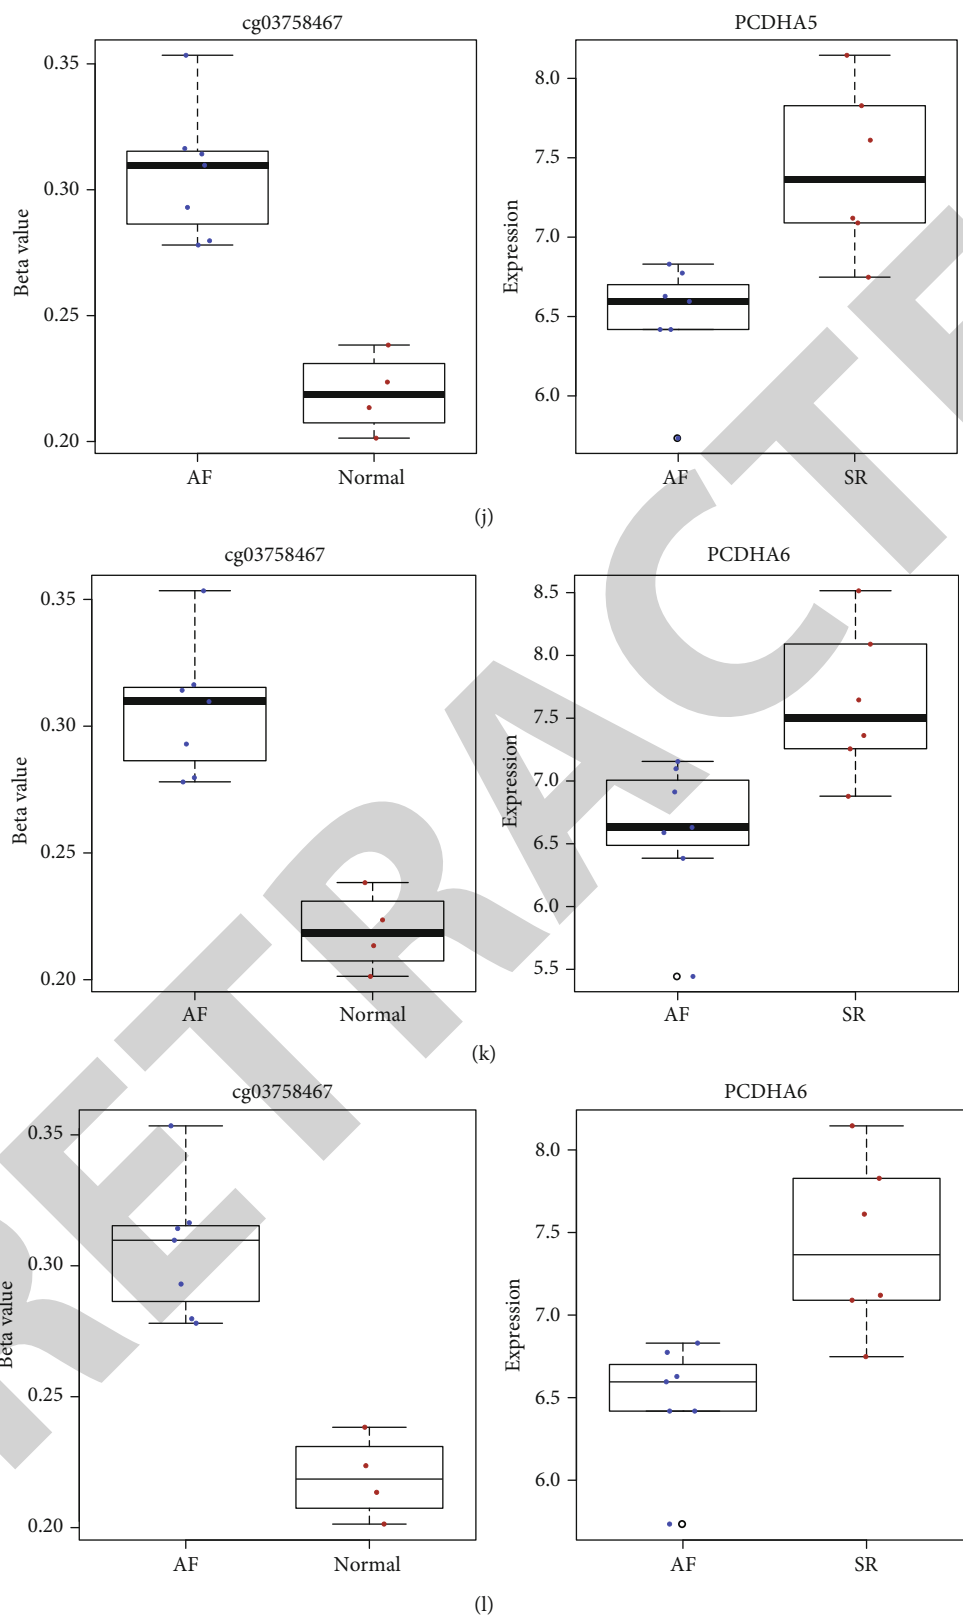 cg03758467
PCDHA5
0.35
0.30
0.25
0.20
Beta value
AF
Normal
8.0
7.5
7.0
6.5
6.0
Expression
AF
SR
(j)
cg03758467
PCDHA6
0.35
0.30
0.25
0.20
Beta value
AF
Normal
8.5
8.0
7.5
7.0
6.5
6.0
5.5
Expression
AF
SR
(k)
cg03758467
PCDHA6
0.35
0.30
0.25
0.20
Beta value
AF
Normal
8.0
7.5
7.0
6.5
6.0
Expression
AF
SR
(l)
RETRACTE